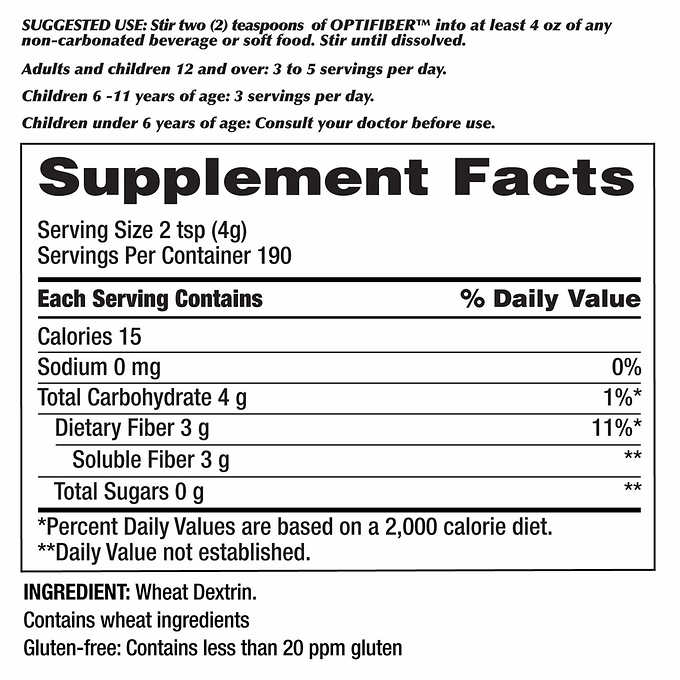 SUGGESTED USE: Stir two (2) teaspoons of OPTIFIBER™ into at least 4 oz of any
non-carbonated beverage or soft food. Stir until dissolved.
Adults and children 12 and over: 3 to 5 servings per day.
Children 6 -11 years of age: 3 servings per day.
Children under 6 years of age: Consult your doctor before use.
Supplement Facts
Serving Size 2 tsp (4g)
Servings Per Container 190
Each Serving Contains % Daily Value
Calories 15
Sodium 0 mg 0%
Total Carbohydrate 4 g 1%*
Dietary Fiber 3 g 11%*
Soluble Fiber 3 g **
Total Sugars 0 g **
*Percent Daily Values are based on a 2,000 calorie diet.
**Daily Value not established.
INGREDIENT: Wheat Dextrin.
Contains wheat ingredients
Gluten-free: Contains less than 20 ppm gluten